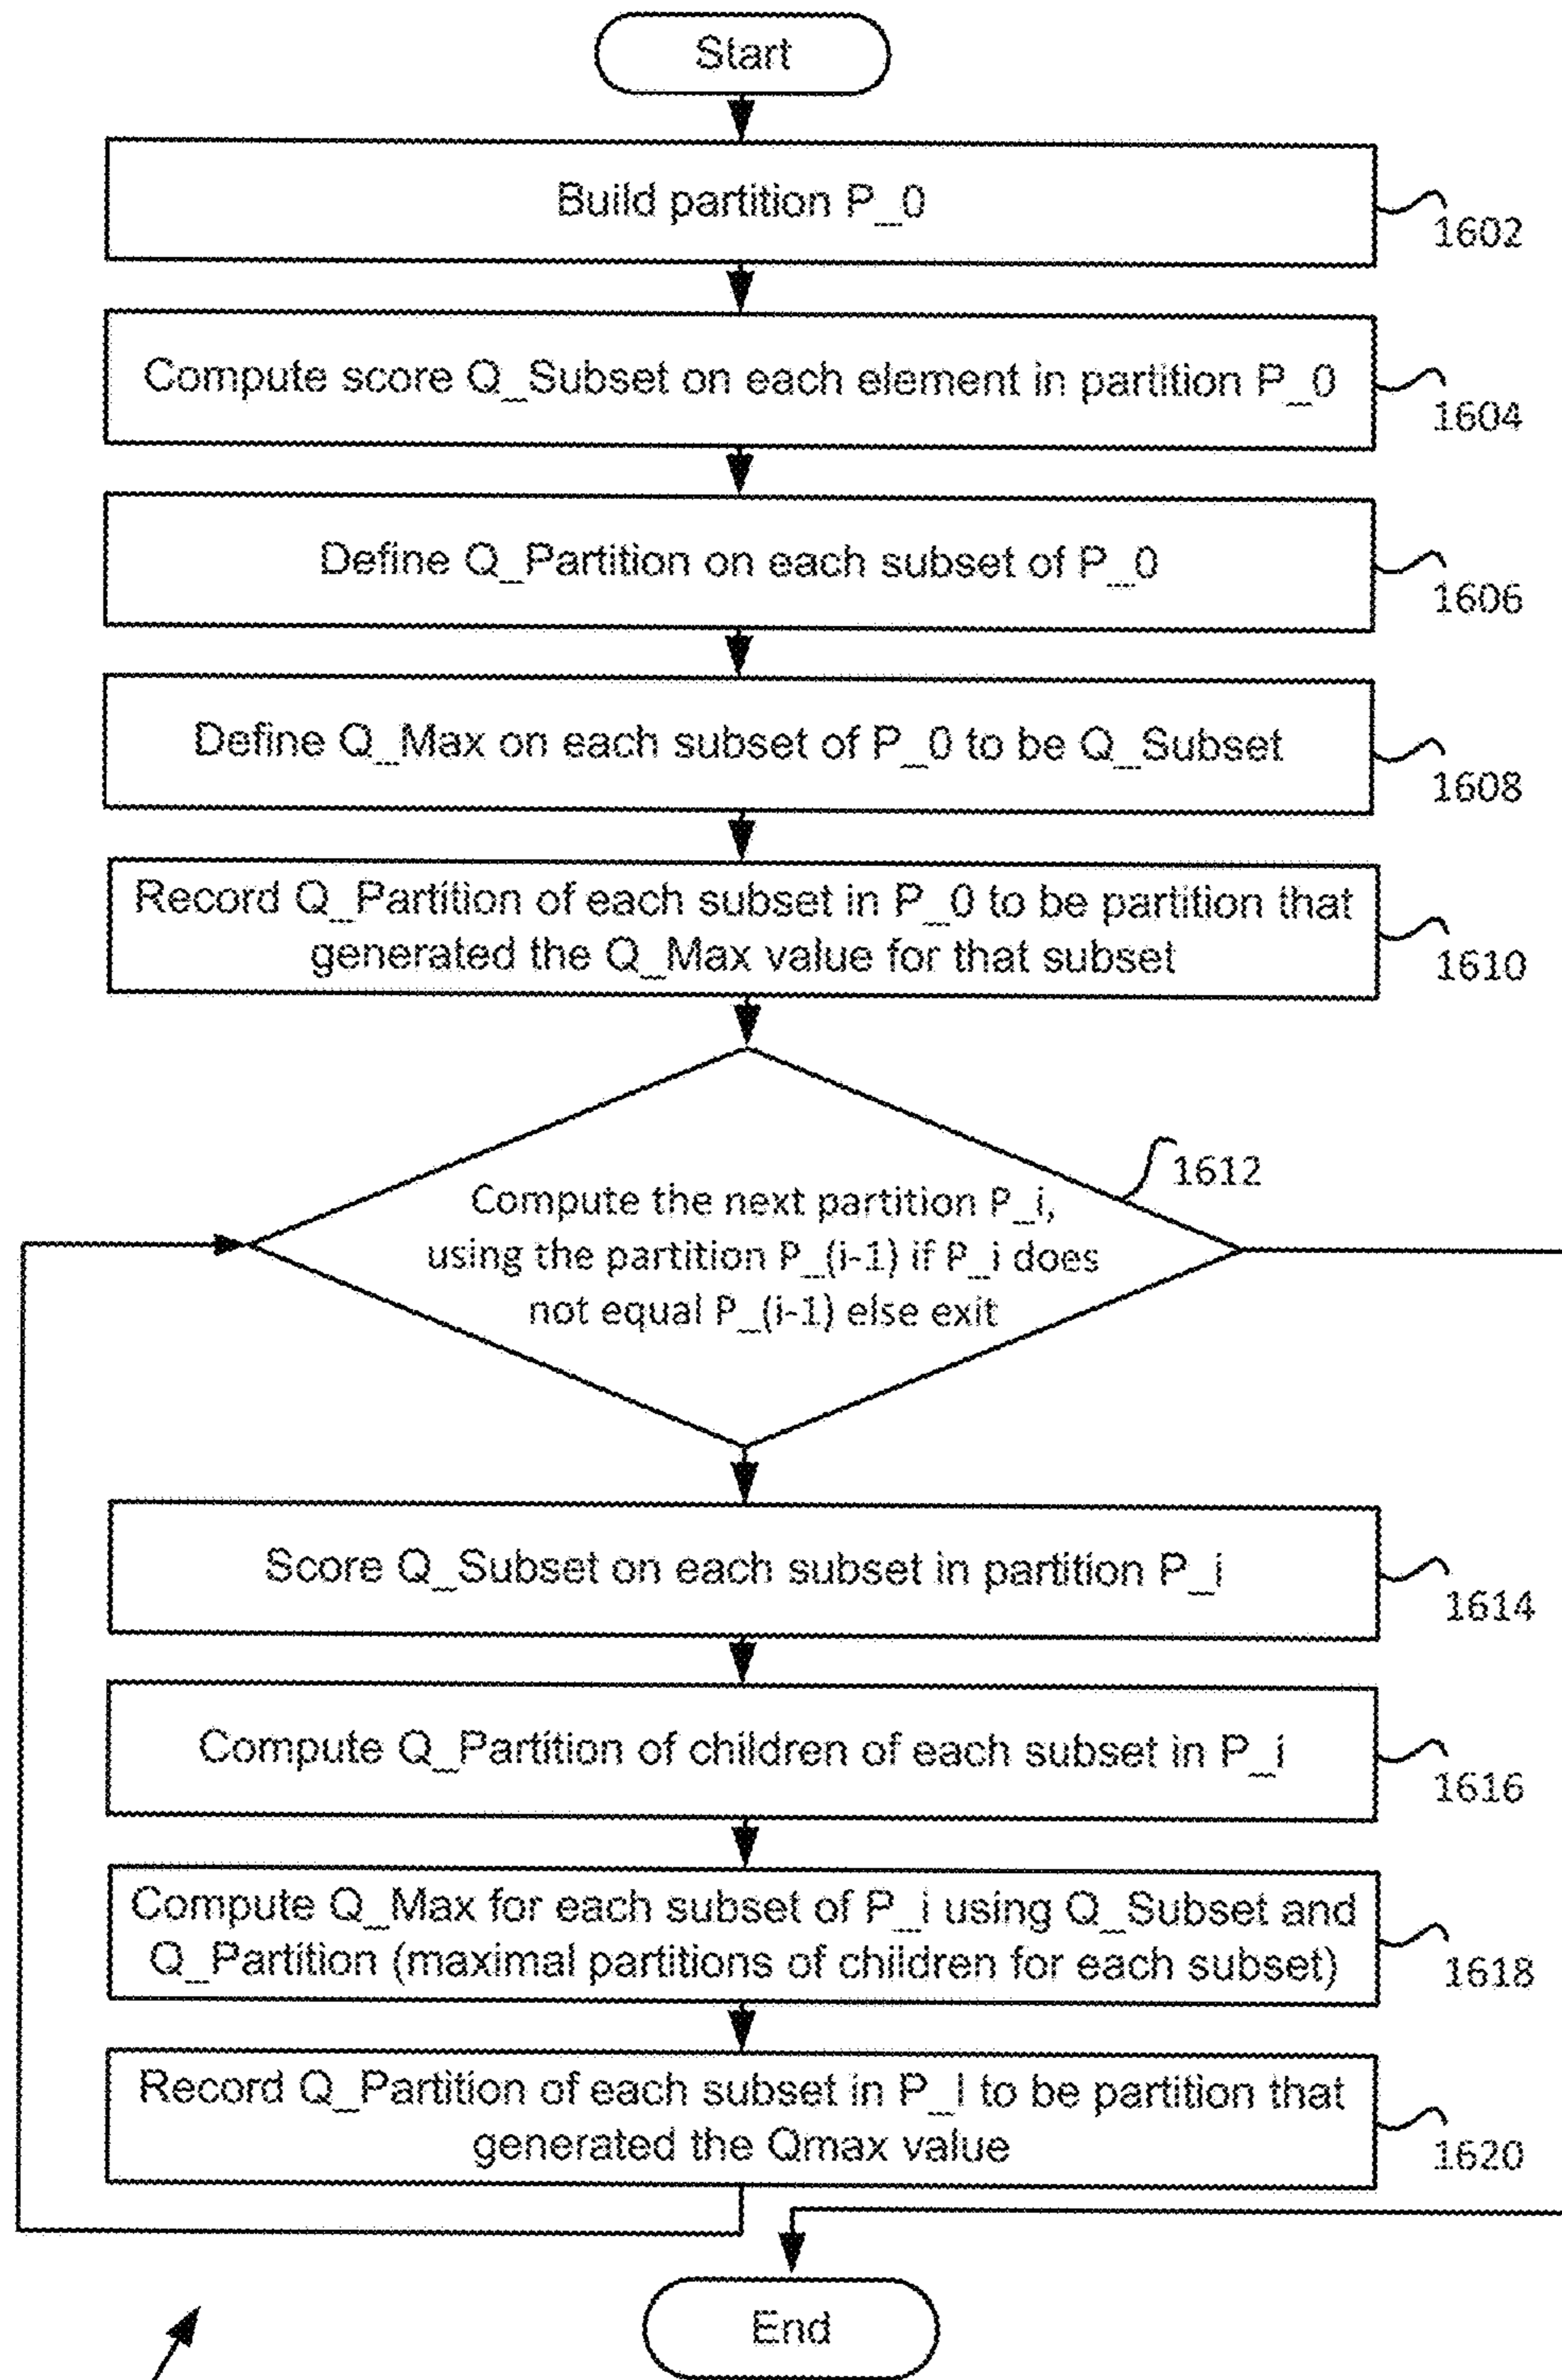 Start
Build partition P_0
1602
Compute score Q_Subset on each element in partition P_0
1604
Define Q_Partition on each subset of P_0
1606
Define Q_Max on each subset of P_0 to be Q_Subset
1608
Record Q_Partition of each subset in P_0 to be partition that
generated the Q_Max value for that subset
1610
1612
Compute the next partition P_i,
using the partition P_(i-1) if P_i does
not equal P_(i-1) else exit
Score Q_Subset on each subset in partition P_i
1614
Compute Q_Partition of children of each subset in P_i
1616
Compute Q_Max for each subset of P_i using Q_Subset and
Q_Partition (maximal partitions of children for each subset)
1618
Record Q_Partition of each subset in P_I to be partition that
generated the Qmax value
1620
End